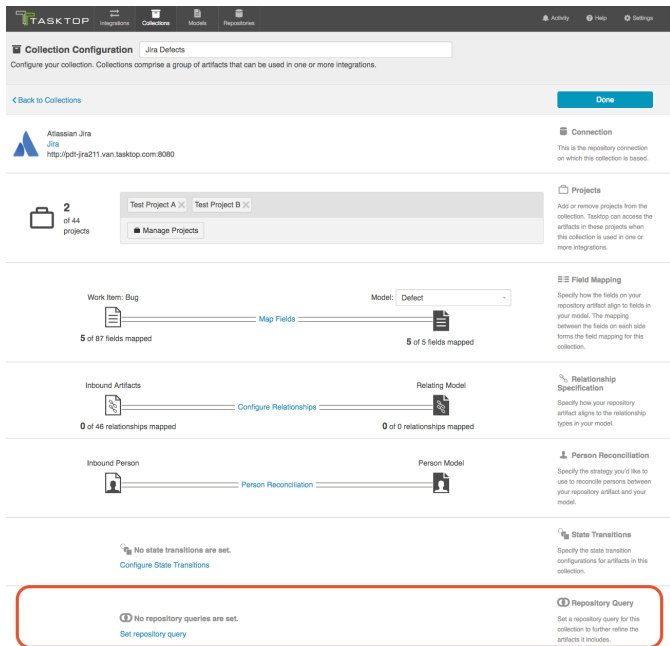 TASKTOP
Integrations
Collections
Models
Repositories
Activity
Help
Settings
Collection Configuration
Jira Defects
Configure your collection. Collections comprise a group of artifacts that can be used in one or more integrations.
Back to Collections
Done
Atlassian Jira
Jira
http://pdt-jira211.van.tasktop.com:8080
Connection
This is the repository connection
on which this collection is based.
2
of 44
projects
Test Project A
Test Project B
Manage Projects
Projects
Add or remove projects from the
collection. Tasktop can access the
artifacts in these projects when
this collection is used in one or
more integrations.
Work Item: Bug
Model: Defect
Map Fields
5 of 87 fields mapped
5 of 5 fields mapped
Field Mapping
Specify how the fields on your
repository artifact align to fields in
your model. The mapping
between the fields on each side
forms the field mapping for this
collection.
Inbound Artifacts
Relating Model
Configure Relationships
0 of 46 relationships mapped
0 of 0 relationships mapped
Relationship
Specification
Specify how your repository
artifact aligns to the relationship
types in your model.
Inbound Person
Person Model
Person Reconciliation
Person Reconciliation
Specify the strategy you'd like to
use to reconcile persons between
your repository artifact and your
model.
No state transitions are set.
Configure State Transitions
State Transitions
Specify the state transition
configurations for artifacts in this
collection.
No repository queries are set.
Set repository query
Repository Query
Set a repository query for this
collection to further refine the
artifacts it includes.